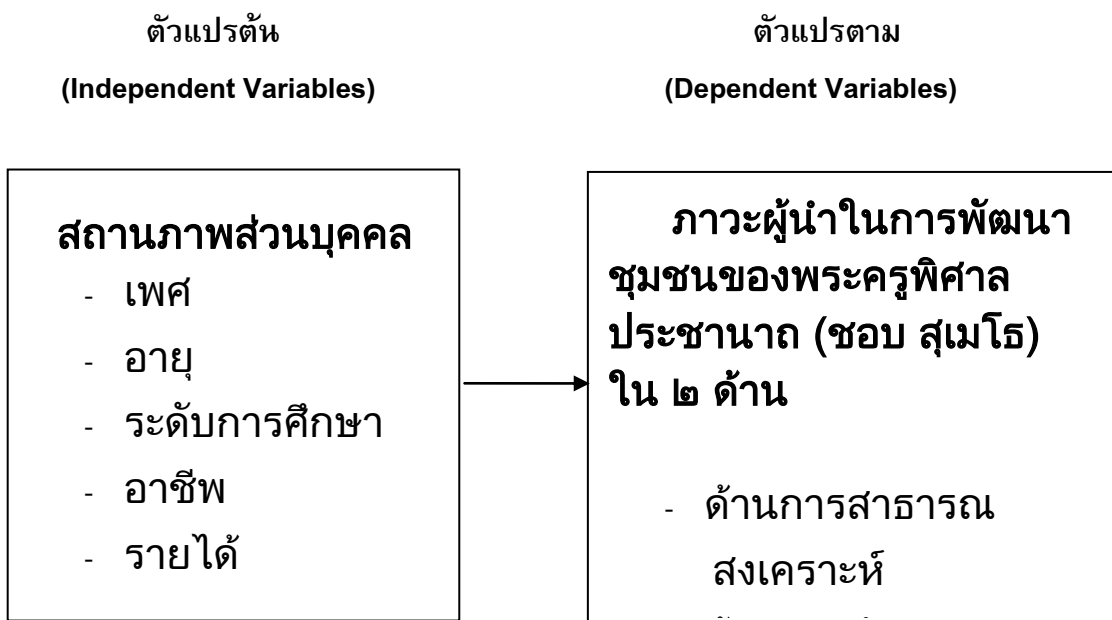 ตัวแปรต้น
(Independent Variables)
ตัวแปรตาม
(Dependent Variables)
สถานภาพส่วนบุคคล
- เพศ
- อายุ
- ระดับการศึกษา
- อาชีพ
- รายได้
ภาวะผู้นำในการพัฒนา
ชุมชนของพระครูพิศาล
ประชานาถ (ชอบ สุเมโธ)
ใน ๒ ด้าน
- ด้านการสาธารณ
สงเคราะห์